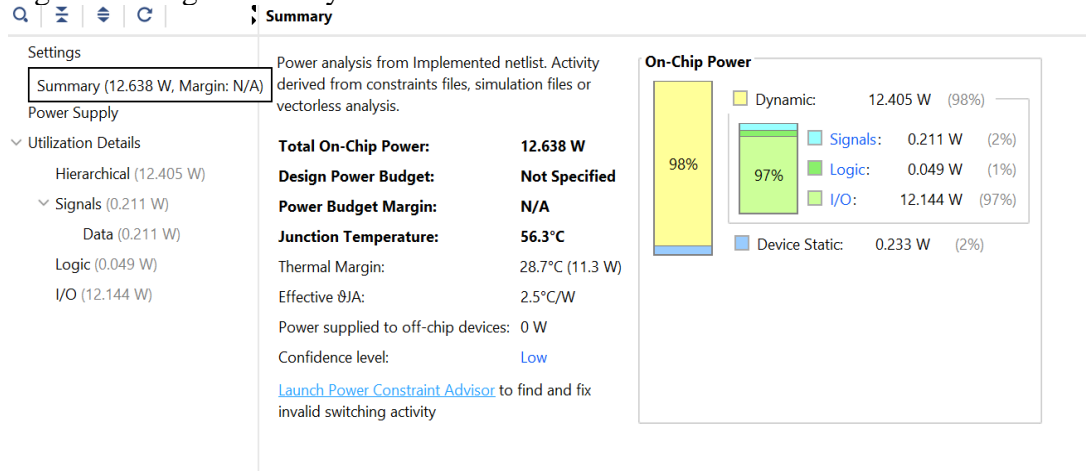 Summary
Settings
Summary (12.638 W, Margin: N/A)
Power Supply
Utilization Details
Hierarchical (12.405 W)
Signals (0.211 W)
Data (0.211 W)
Logic (0.049 W)
I/O (12.144 W)
Power analysis from Implemented netlist. Activity
derived from constraints files, simulation files or
vectorless analysis.
Total On-Chip Power: 12.638 W
Design Power Budget: Not Specified
Power Budget Margin: N/A
Junction Temperature: 56.3°C
Thermal Margin: 28.7°C (11.3 W)
Effective ϑJA: 2.5°C/W
Power supplied to off-chip devices: 0 W
Confidence level: Low
Launch Power Constraint Advisor to find and fix
invalid switching activity
On-Chip Power
98%
Dynamic: 12.405 W (98%)
97%
Signals: 0.211 W (2%)
Logic: 0.049 W (1%)
I/O: 12.144 W (97%)
Device Static: 0.233 W (2%)